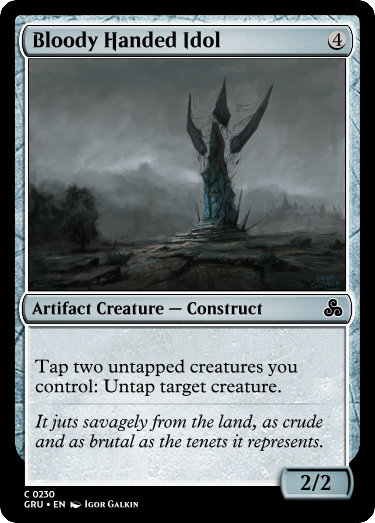 Bloody Handed Idol 4
Artifact Creature — Construct
Tap two untapped creatures you
control: Untap target creature.
It juts savagely from the land, as crude
and as brutal as the tenets it represents.
2/2
C 0230
GRU • EN Igor Galkin